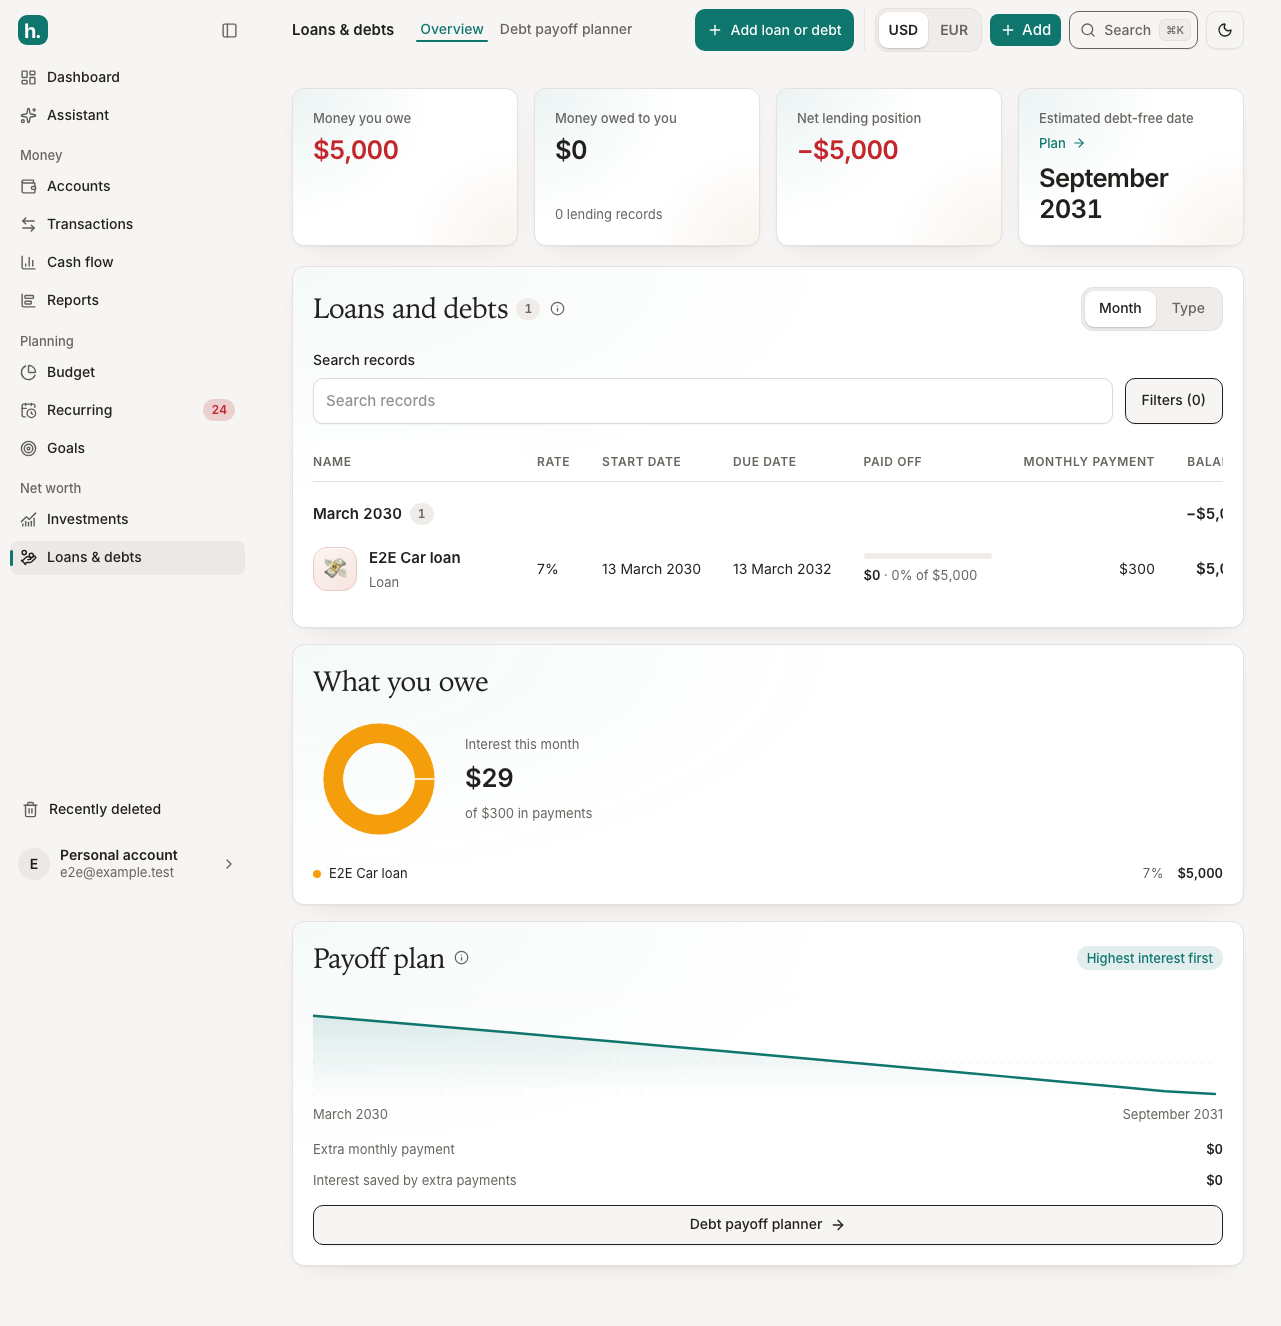 h.
Dashboard
Assistant
Money
Accounts
Transactions
Cash flow
Reports
Planning
Budget
Recurring 24
Goals
Net worth
Investments
Loans & debts
Recently deleted
E
Personal account
e2e@example.test
Loans & debts Overview Debt payoff planner + Add loan or debt USD EUR + Add Search ⌘K
Money you owe
$5,000
Money owed to you
$0
0 lending records
Net lending position
−$5,000
Estimated debt-free date
Plan →
September
2031
Loans and debts 1
Month Type
Search records
Search records
Filters (0)
NAME RATE START DATE DUE DATE PAID OFF MONTHLY PAYMENT
March 2030 1
E2E Car loan
Loan
7% 13 March 2030 13 March 2032
$0 · 0% of $5,000
$300
What you owe
Interest this month
$29
of $300 in payments
E2E Car loan 7% $5,000
Payoff plan
Highest interest first
March 2030 September 2031
Extra monthly payment $0
Interest saved by extra payments $0
Debt payoff planner →